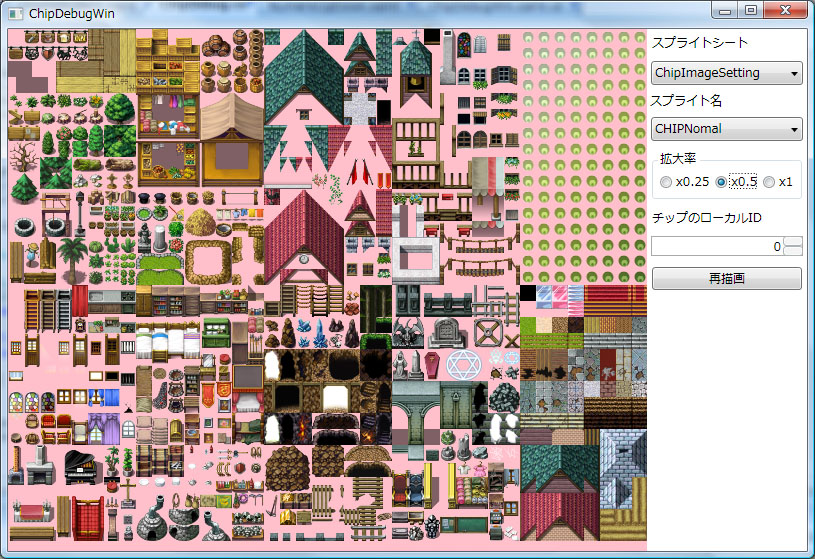 ChipDebugWin
スプライトシート
ChipImageSetting
スプライト名
CHIPNomal
拡大率
x0.25 x0.5 x1
チップのローカルID
0
再描画